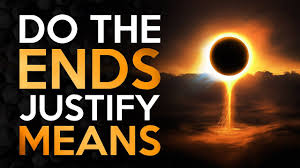 DO THE
ENDS
JUSTIFY
MEANS